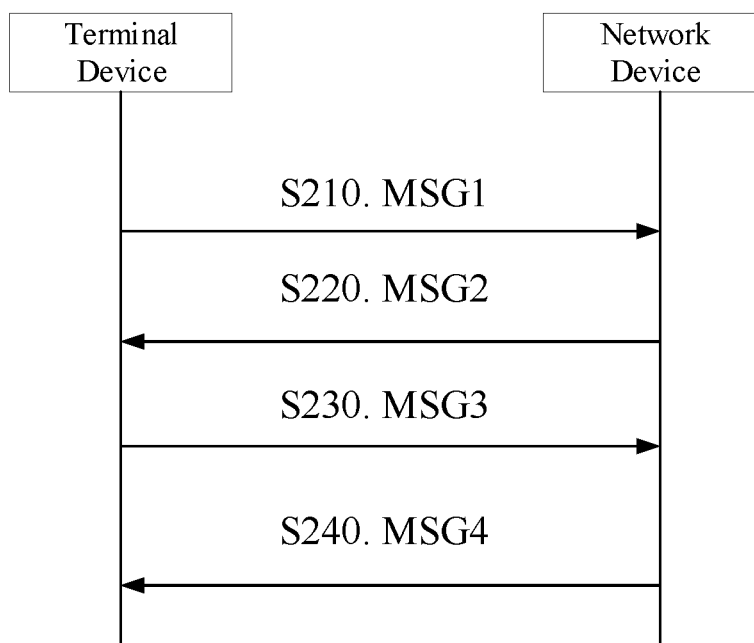 Terminal
Device
Network
Device
S210. MSG1
S220. MSG2
S230. MSG3
S240. MSG4